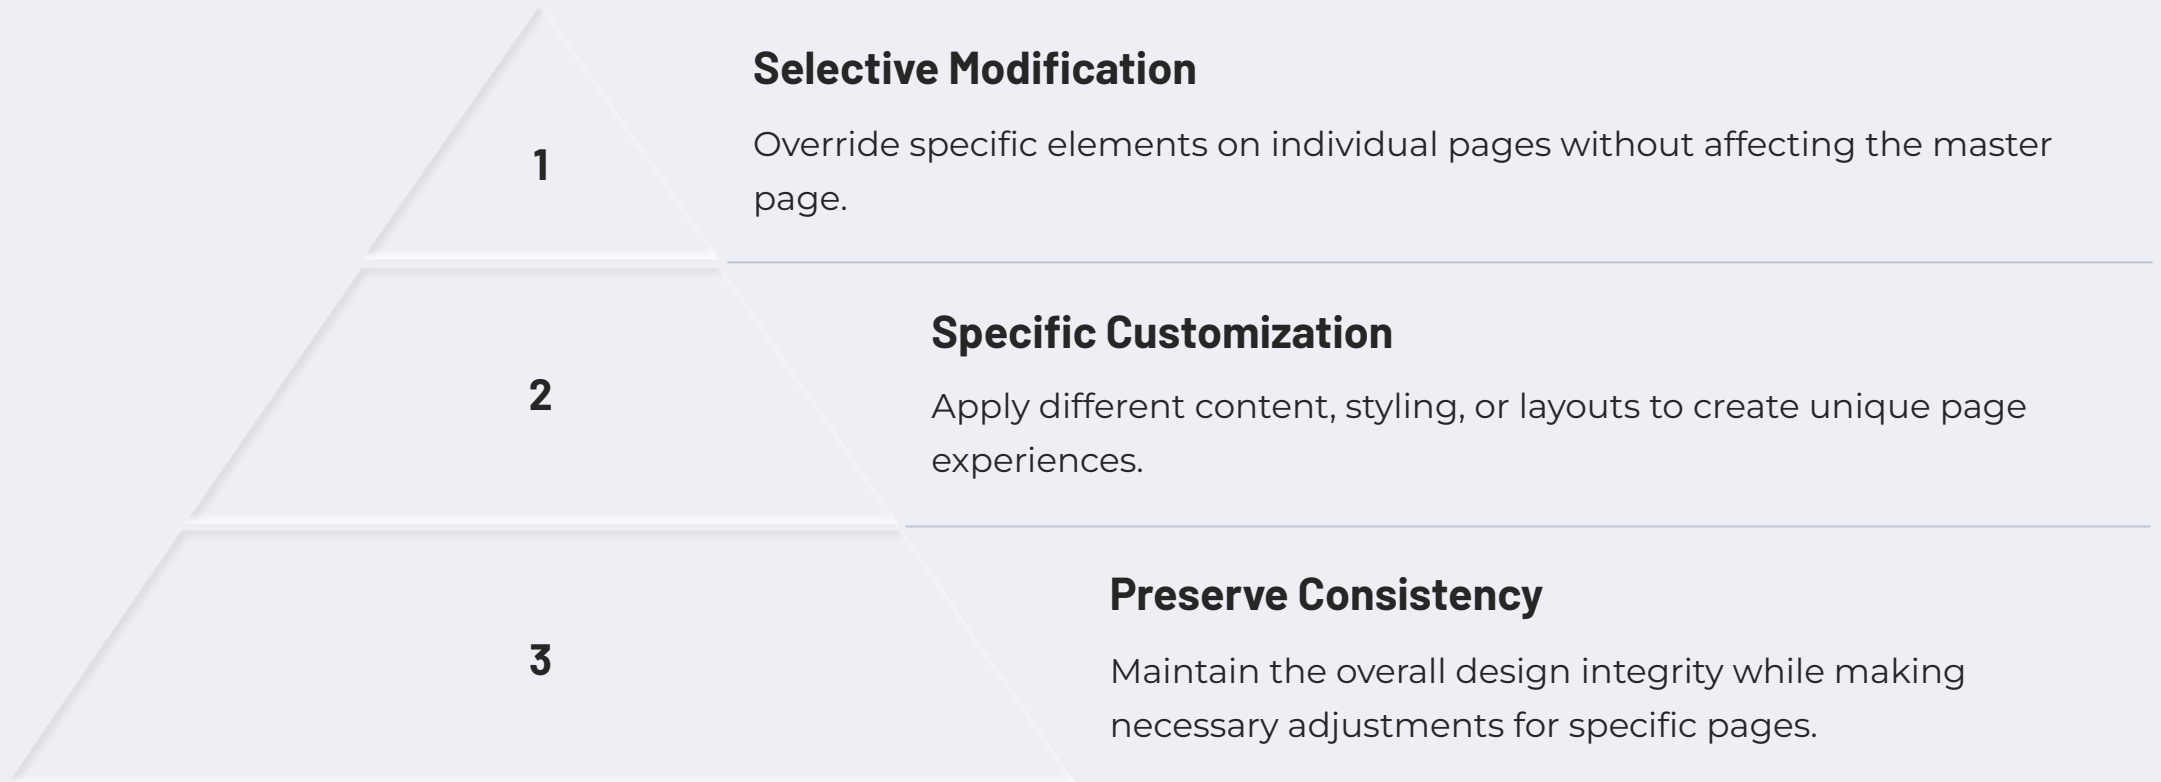 Selective Modification
1
Override specific elements on individual pages without affecting the master
page.
Specific Customization
2
Apply different content, styling, or layouts to create unique page
experiences.
Preserve Consistency
3
Maintain the overall design integrity while making
necessary adjustments for specific pages.